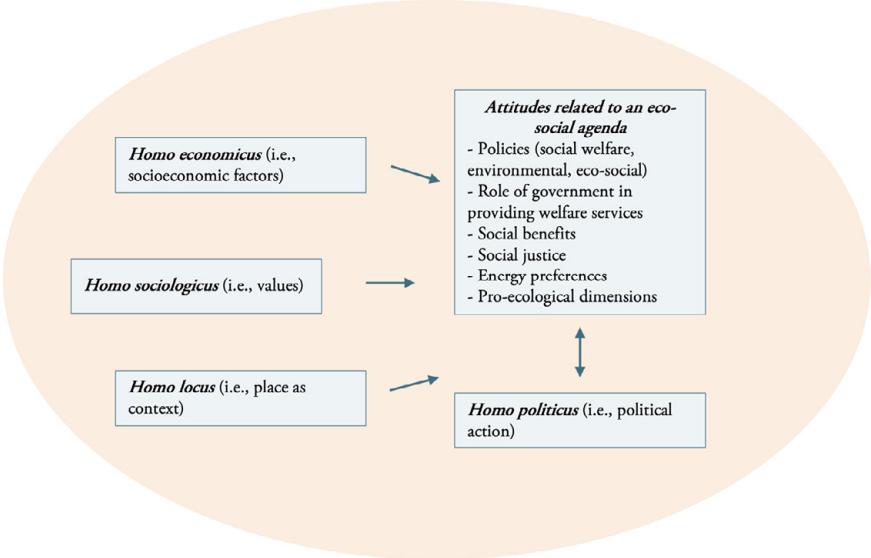 Homo economicus (i.e.,
socioeconomic factors)
Homo sociologicus (i.e., values)
Homo locus (i.e., place as
context)
Attitudes related to an eco-
social agenda
- Policies (social welfare,
environmental, eco-social)
- Role of government in
providing welfare services
- Social benefits
- Social justice
- Energy preferences
- Pro-ecological dimensions
Homo politicus (i.e., political
action)